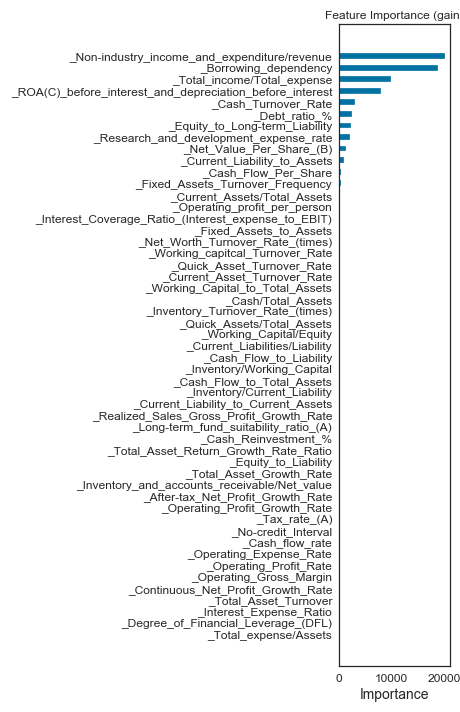 Feature Importance (gain
_Non-industry_income_and_expenditure/revenue
_Borrowing_dependency
_Total_income/Total_expense
_ROA(C)_before_interest_and_depreciation_before_interest
_Cash_Turnover_Rate
_Debt_ratio_%
_Equity_to_Long-term_Liability
_Research_and_development_expense_rate
_Net_Value_Per_Share_(B)
_Current_Liability_to_Assets
_Cash_Flow_Per_Share
_Fixed_Assets_Turnover_Frequency
_Current_Assets/Total_Assets
_Operating_profit_per_person
_Interest_Coverage_Ratio_(Interest_expense_to_EBIT)
_Fixed_Assets_to_Assets
_Net_Worth_Turnover_Rate_(times)
_Working_capitcal_Turnover_Rate
_Quick_Asset_Turnover_Rate
_Current_Asset_Turnover_Rate
_Working_Capital_to_Total_Assets
_Cash/Total_Assets
_Inventory_Turnover_Rate_(times)
_Quick_Assets/Total_Assets
_Working_Capital/Equity
_Current_Liabilities/Liability
_Cash_Flow_to_Liability
_Inventory/Working_Capital
_Cash_Flow_to_Total_Assets
_Inventory/Current_Liability
_Current_Liability_to_Current_Assets
_Realized_Sales_Gross_Profit_Growth_Rate
_Long-term_fund_suitability_ratio_(A)
_Cash_Reinvestment_%
_Total_Asset_Return_Growth_Rate_Ratio
_Equity_to_Liability
_Total_Asset_Growth_Rate
_Inventory_and_accounts_receivable/Net_value
_After-tax_Net_Profit_Growth_Rate
_Operating_Profit_Growth_Rate
_Tax_rate_(A)
_No-credit_Interval
_Cash_flow_rate
_Operating_Expense_Rate
_Operating_Profit_Rate
_Operating_Gross_Margin
_Continuous_Net_Profit_Growth_Rate
_Total_Asset_Turnover
_Interest_Expense_Ratio
_Degree_of_Financial_Leverage_(DFL)
_Total_expense/Assets
0 10000 20000
Importance